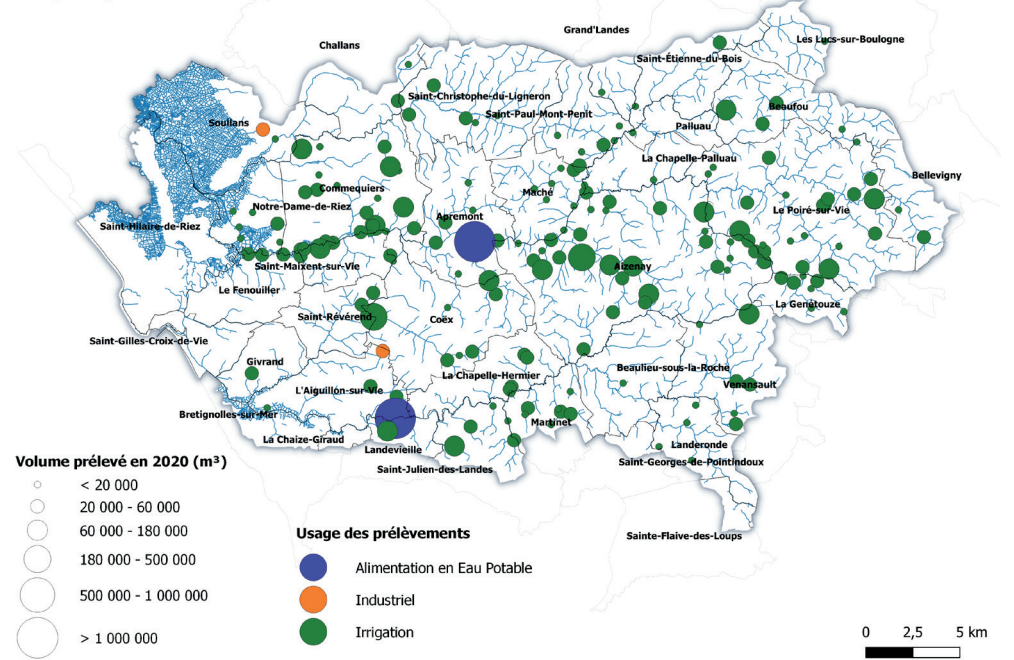 Grand'Landes
Les Lucs-sur-Boulogne
Challans
Saint-Étienne-du-Bois
Saint-Christophe-du-Ligneron
Beaufou
Saint-Paul-Mont-Penit
Soullans
Palluau
La Chapelle-Palluau
Bellevigny
Commequiers
Maché
Notre-Dame-de-Riez
Le Poiré-sur-Vie
Apremont
Saint-Hilaire-de-Riez
Saint-Maixent-sur-Vie
Aizenay
Le Fenouiller
La Genétouze
Saint-Révérend
Coëx
Saint-Gilles-Croix-de-Vie
Givrand
Beaulieu-sous-la-Roche
La Chapelle-Hermier
Venansault
L'Aiguillon-sur-Vie
Bretignolles-sur-Mer
Martinet
La Chaize-Giraud
Landeronde
Landevieille
Saint-Georges-de-Pointindoux
Saint-Julien-des-Landes
Sainte-Flaive-des-Loups
Volume prélevé en 2020 (m³)
< 20 000
20 000 - 60 000
60 000 - 180 000
180 000 - 500 000
500 000 - 1 000 000
> 1 000 000
Usage des prélèvements
Alimentation en Eau Potable
Industriel
Irrigation
0 2,5 5 km